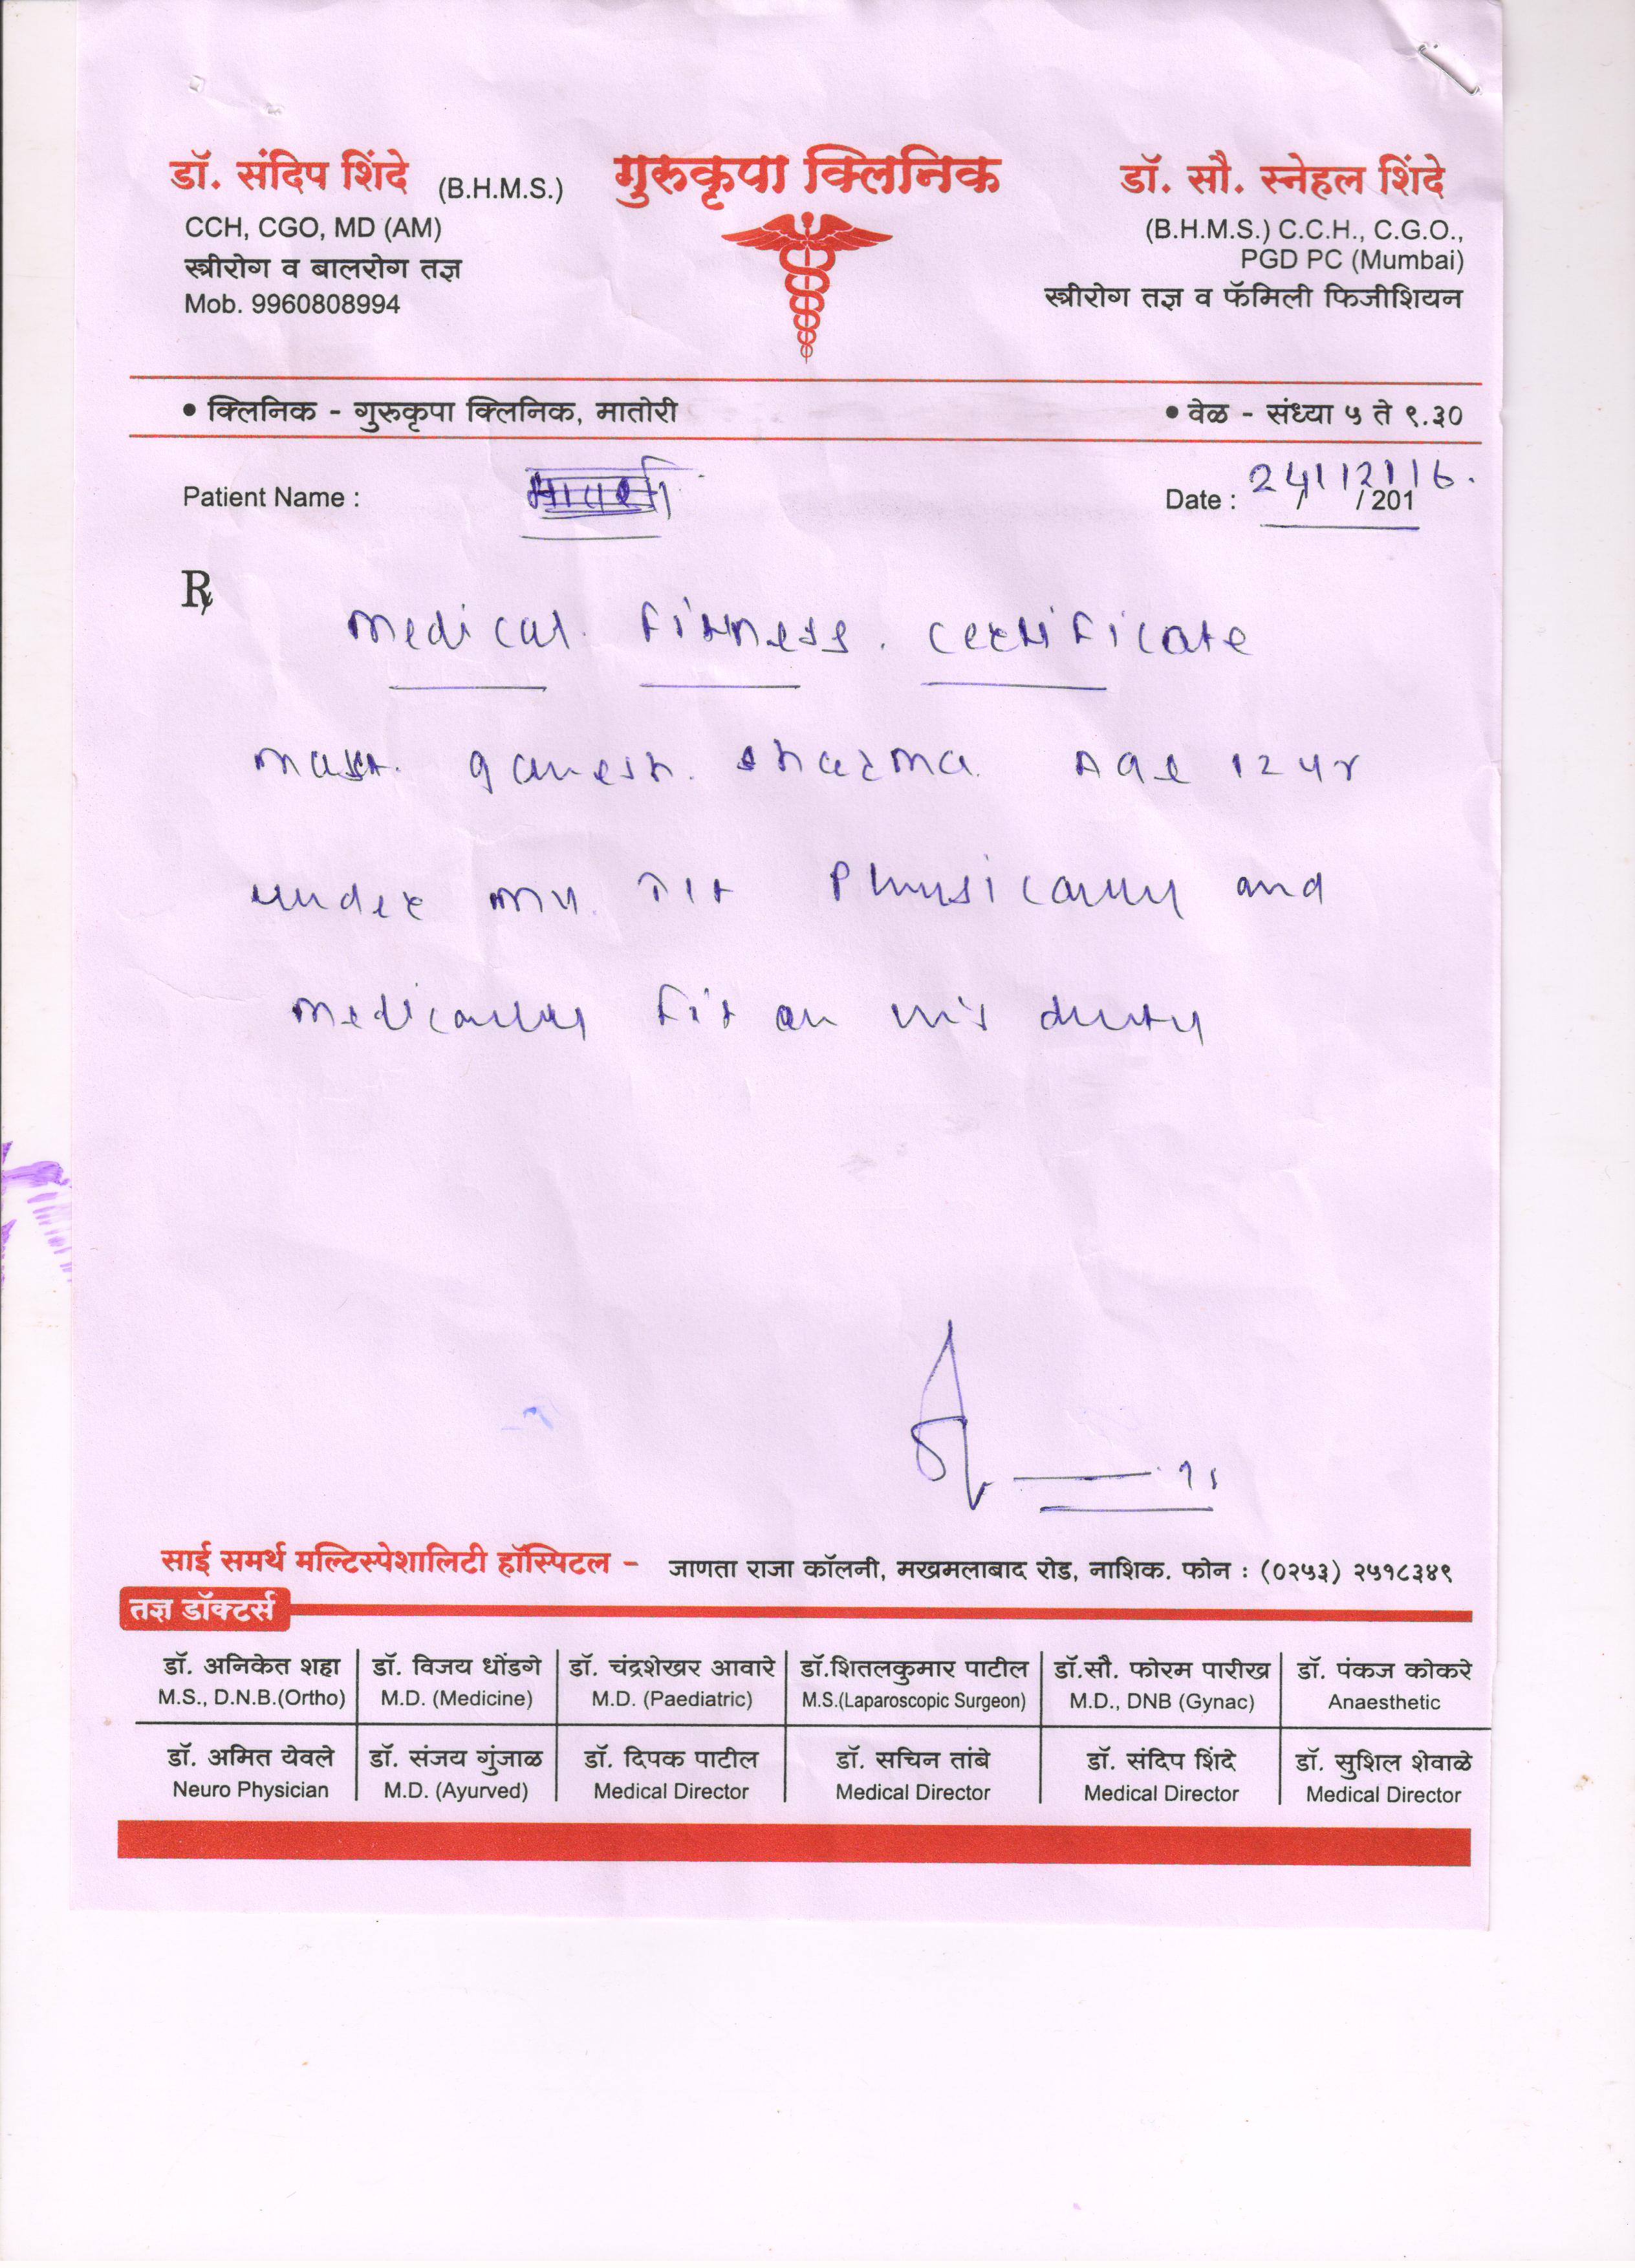 डॉ. संदिप शिंदे (B.H.M.S.)
CCH, CGO, MD (AM)
स्त्रीरोग व बालरोग तज्ञ
Mob. 9960808994
गुरुकृपा क्लिनिक
डॉ. सौ. स्नेहल शिंदे
(B.H.M.S.) C.C.H., C.G.O.,
PGD PC (Mumbai)
स्त्रीरोग तज्ञ व फॅमिली फिजीशियन
• क्लिनिक - गुरुकृपा क्लिनिक, मातोरी
• वेळ - संध्या ५ ते ९.३०
Patient Name :
Date : 24/12/2016.
℞
Medical. Fitness. Certificate
Mast. Ganesh. Sharma. Age 12 yr
under my. T/t Physically and
Medically Fit on his duty
साई समर्थ मल्टिस्पेशालिटी हॉस्पिटल - जाणता राजा कॉलनी, मखमलाबाद रोड, नाशिक. फोन : (०२५३) २५१८३४९
तज्ञ डॉक्टर्स
डॉ. अनिकेत शहा डॉ. विजय धोंडगे डॉ. चंद्रशेखर आवारे डॉ.शितलकुमार पाटील डॉ.सौ. फोरम पारीख डॉ. पंकज कोकरे
M.S., D.N.B.(Ortho) M.D. (Medicine) M.D. (Paediatric) M.S.(Laparoscopic Surgeon) M.D., DNB (Gynac) Anaesthetic
डॉ. अमित येवले डॉ. संजय गुंजाळ डॉ. दिपक पाटील डॉ. सचिन तांबे डॉ. संदिप शिंदे डॉ. सुशिल शेवाळे
Neuro Physician M.D. (Ayurved) Medical Director Medical Director Medical Director Medical Director